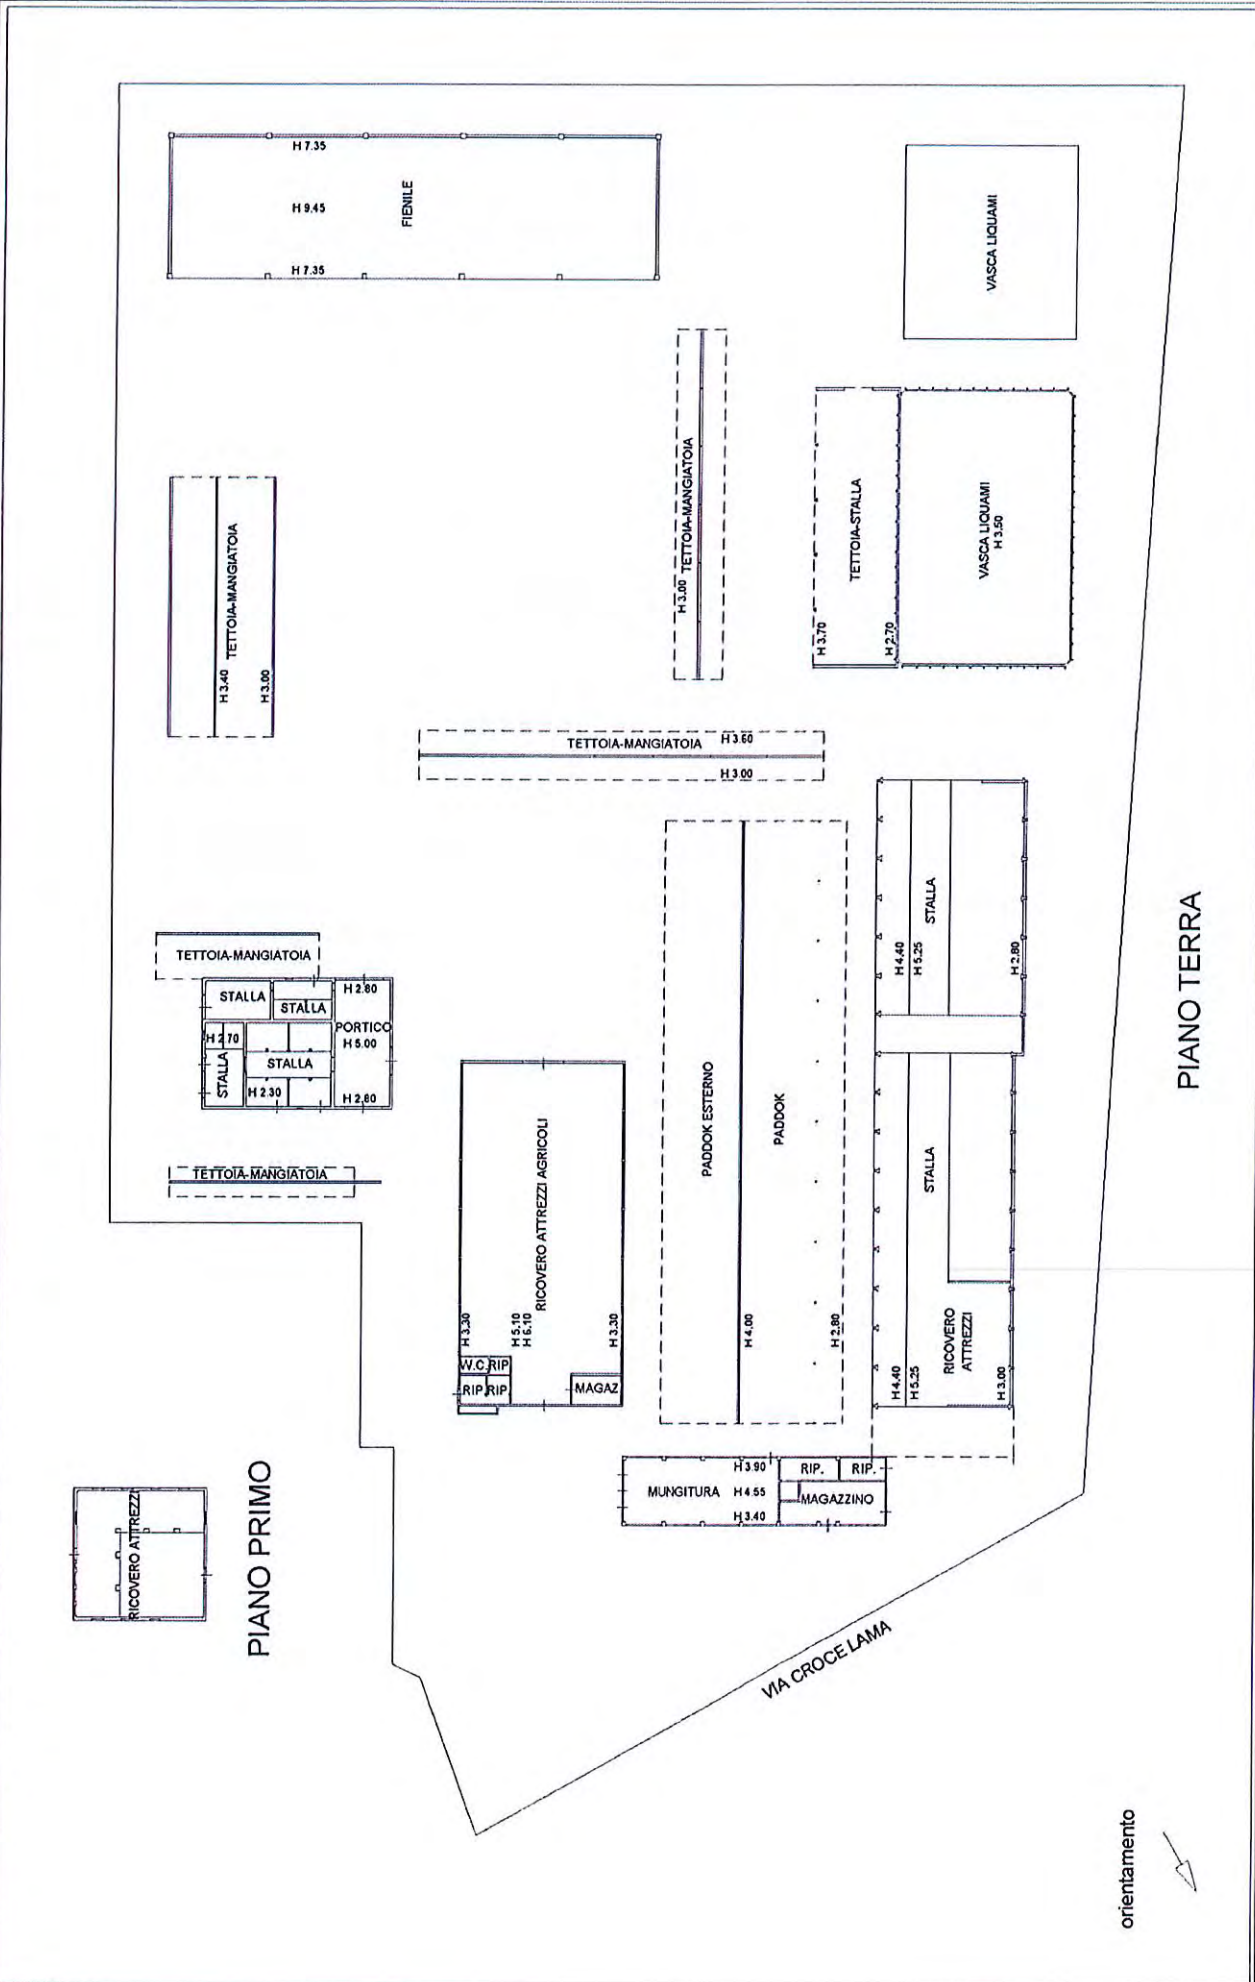 H 7.35
H 9.45
FIENILE
H 7.35
VASCA LIQUAMI
H 3.00 TETTOIA-MANGIATOIA
H 3.40 TETTOIA-MANGIATOIA
H 3.00
TETTOIA-STALLA
H 3.70
H 2.70
VASCA LIQUAMI
H 3.50
TETTOIA-MANGIATOIA H 3.60
H 3.00
TETTOIA-MANGIATOIA
STALLA
STALLA
H 2.80
PORTICO
H 5.00
H 2.70
STALLA
STALLA
H 2.30
H 2.80
TETTOIA-MANGIATOIA
STALLA
H 4.40
H 5.25
H 2.80
PADDOK ESTERNO
PADDOK
H 4.00
H 2.80
RICOVERO ATTREZZI AGRICOLI
H 3.30
H 5.10
H 6.10
H 3.30
W.C. RIP
RIP RIP.
MAGAZ
STALLA
RICOVERO
ATTREZZI
H 4.40
H 5.25
H 3.00
PIANO TERRA
H 3.90
MUNGITURA H 4.55
H 3.40
RIP. RIP.
MAGAZZINO
RICOVERO ATTREZZI
PIANO PRIMO
VIA CROCE LAMA
orientamento